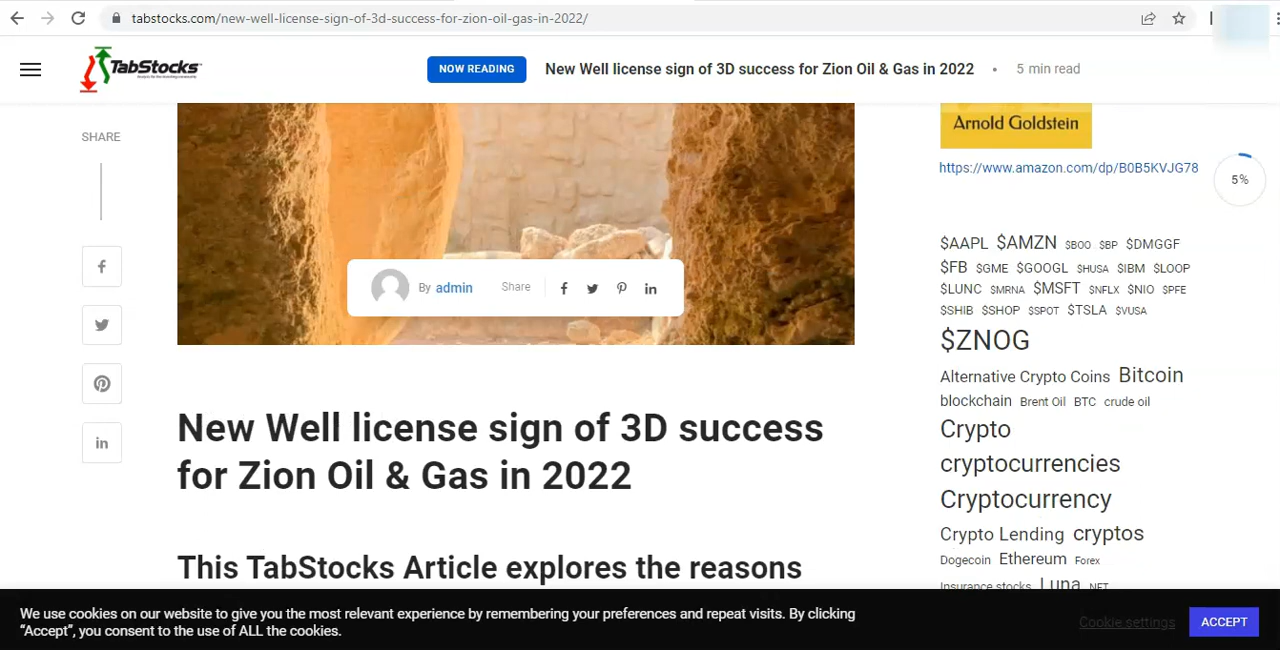 tabstocks.com/new-well-license-sign-of-3d-success-for-zion-oil-gas-in-2022/
TabStocks
NOW READING
New Well license sign of 3D success for Zion Oil & Gas in 2022 • 5 min read
SHARE
By admin Share
New Well license sign of 3D success
for Zion Oil & Gas in 2022
This TabStocks Article explores the reasons
Arnold Goldstein
https://www.amazon.com/dp/B0B5KVJG78
5%
$AAPL $AMZN $BOO $BP $DMGGF
$FB $GME $GOOGL $HUSA $IBM $LOOP
$LUNC $MRNA $MSFT $NFLX $NIO $PFE
$SHIB $SHOP $SPOT $TSLA $VUSA
$ZNOG
Alternative Crypto Coins Bitcoin
blockchain Brent Oil BTC crude oil
Crypto
cryptocurrencies
Cryptocurrency
Crypto Lending cryptos
Dogecoin Ethereum Forex
Insurance stocks Luna NFT
We use cookies on our website to give you the most relevant experience by remembering your preferences and repeat visits. By clicking
“Accept”, you consent to the use of ALL the cookies.
Cookie settings
ACCEPT